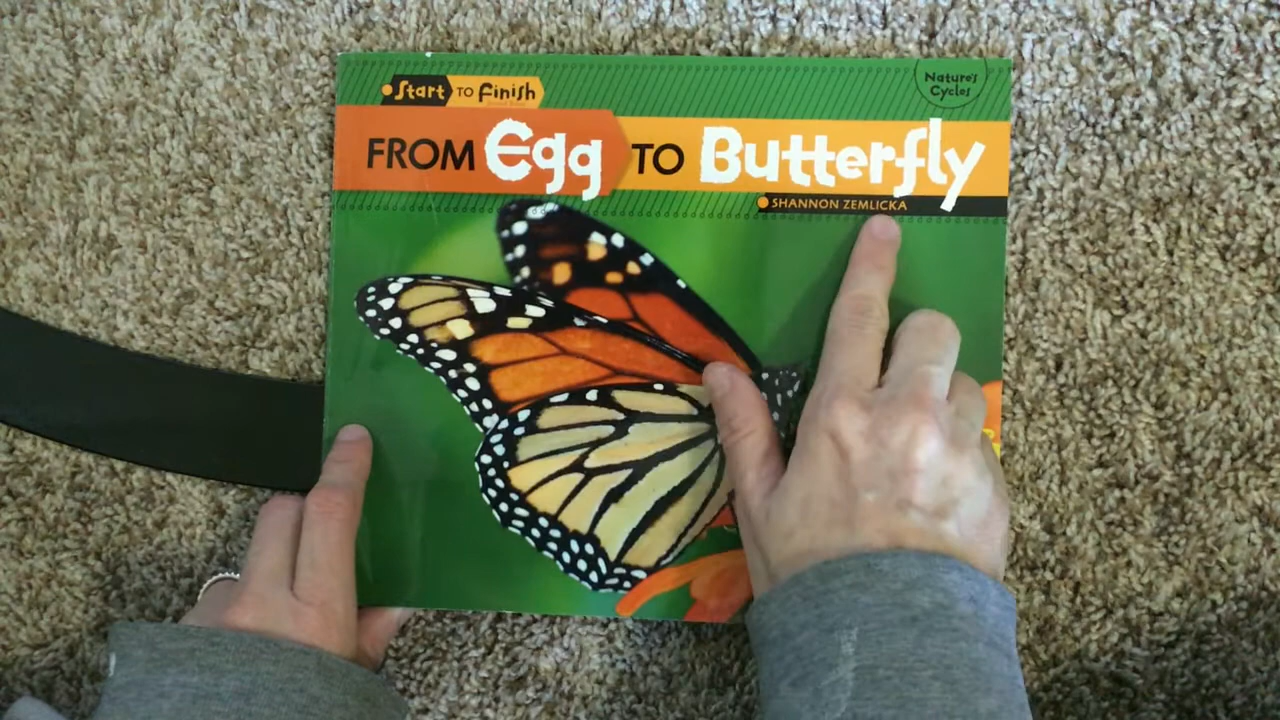 Start TO Finish
Nature's
Cycles
FROM Egg TO Butterfly
SHANNON ZEMLICKA